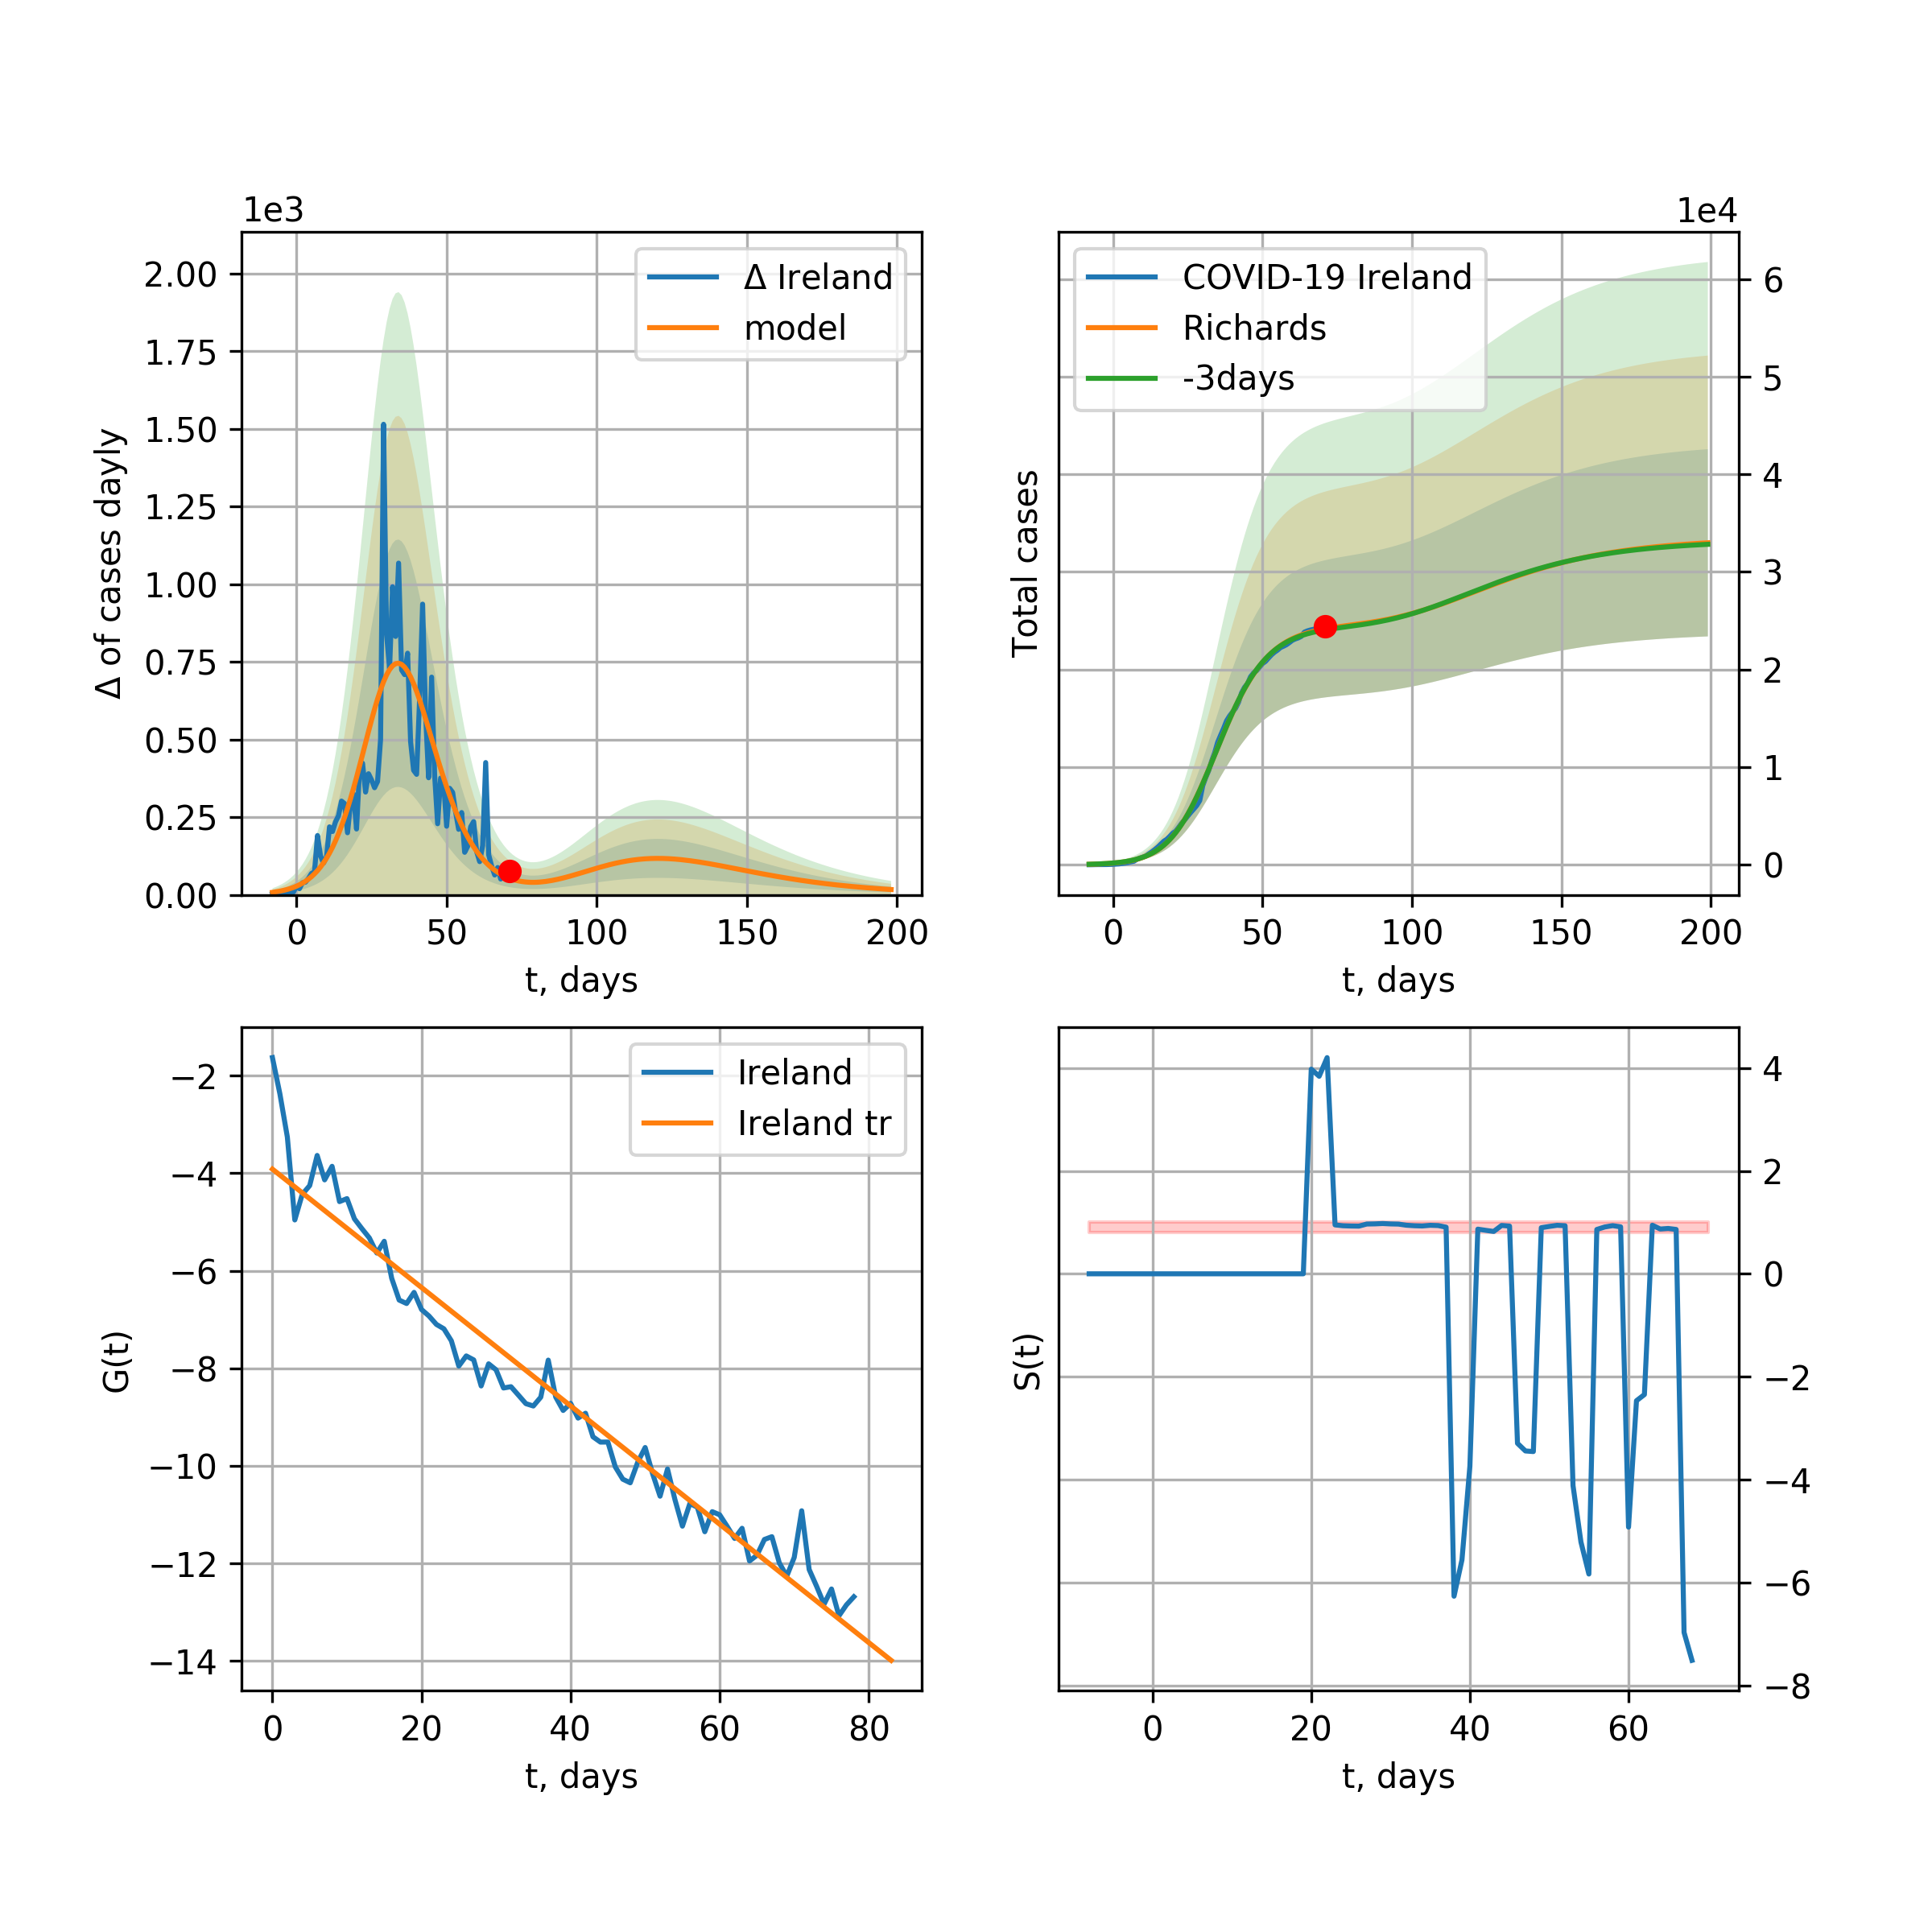 1e3
Δ of cases dayly
2.00
1.75
1.50
1.25
1.00
0.75
0.50
0.25
0.00
Δ Ireland
model
0 50 100 150 200
t, days
1e4
Total cases
COVID-19 Ireland
Richards
-3days
6
5
4
3
2
1
0
0 50 100 150 200
t, days
G(t)
−2
−4
−6
−8
−10
−12
−14
Ireland
Ireland tr
0 20 40 60 80
t, days
S(t)
4
2
0
−2
−4
−6
−8
0 20 40 60
t, days